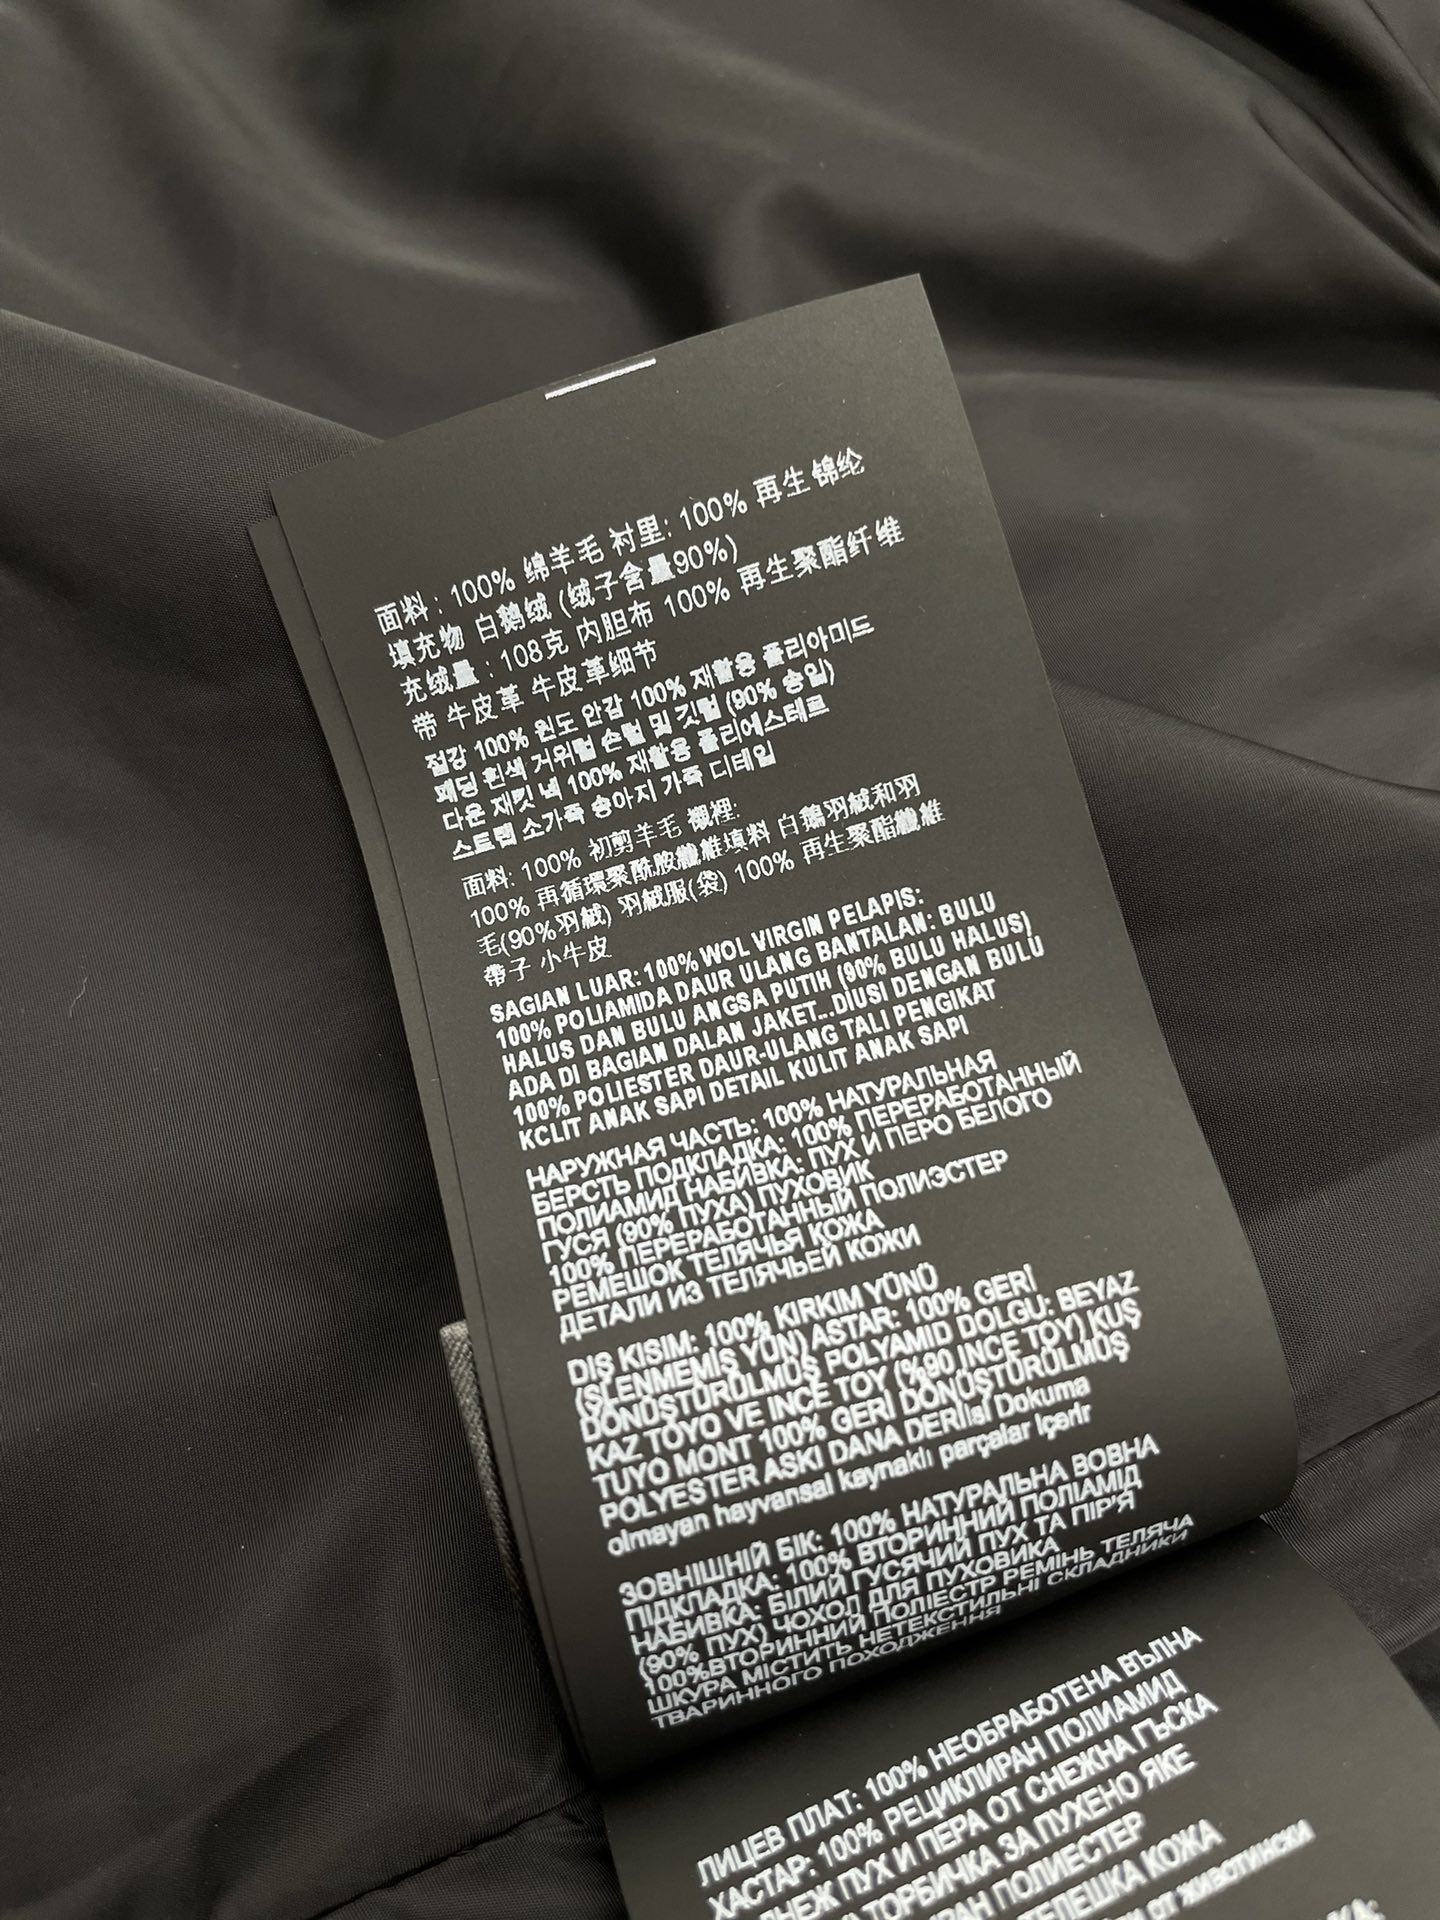 面料: 100% 绵羊毛 衬里: 100% 再生 锦纶
填充物 白鹅绒 (绒子含量90%)
充绒量: 108克 内胆布 100% 再生聚酯纤维
带 牛皮革 牛皮革细节
겉감 100% 원도 안감 100% 재활용 폴리아미드
패딩 흰색 거위털 솜털 및 깃털 (90% 송일)
다운 재킷 넥 100% 재활용 폴리에스테르
스트랩 소가죽 송아지 가죽 디테일
面料: 100% 初剪羊毛 襯裡:
100% 再循環聚酰胺纖維填料 白鵝羽絨和羽
毛(90%羽絨) 羽絨服(袋) 100% 再生聚酯纖維
帶子 小牛皮
SAGIAN LUAR: 100% WOL VIRGIN PELAPIS:
100% POLIAMIDA DAUR ULANG BANTALAN: BULU
HALUS DAN BULU ANGSA PUTIH (90% BULU HALUS)
ADA DI BAGIAN DALAN JAKET..DIUSI DENGAN BULU
100% POLIESTER DAUR-ULANG TALI PENGIKAT
KCLIT ANAK SAPI DETAIL KULIT ANAK SAPI
НАРУЖНАЯ ЧАСТЬ: 100% НАТУРАЛЬНАЯ
БЕРСТЬ ПОДКЛАДКА: 100% ПЕРЕРАБОТАННЫЙ
ПОЛИАМИД НАБИВКА: ПУХ И ПЕРО БЕЛОГО
ГУСЯ (90% ПУХА) ПУХОВИК
100% ПЕРЕРАБОТАННЫЙ ПОЛИЭСТЕР
РЕМЕШОК ТЕЛЯЧЬЯ КОЖА
ДЕТАЛИ ИЗ ТЕЛЯЧЬЕЙ КОЖИ
DIŞ KISIM: 100% KIRKIM YÜNÜ
(ŞLENMEMİŞ YÜN) ASTAR: 100% GERİ
DÖNÜŞTÜRÜLMÜŞ POLYAMID DOLGU: BEYAZ
KAZ TOYO VE INCE TOY (%90 INCE TOY) KUŞ
TUYO MONT 100% GERİ DÖNÜŞTÜRÜLMÜŞ
POLYESTER ASKI DANA DERIİsİ Dokuma
olmayan hayvansal kaynaklı parçalar içerir
ЗОВНІШНІЙ БІК: 100% НАТУРАЛЬНА ВОВНА
ПІДКЛАДКА: 100% ВТОРИННИЙ ПОЛІАМІД
НАБИВКА: БІЛИЙ ГУСЯЧИЙ ПУХ ТА ПІР'Я
(90% ПУХ) ЧОХОЛ ДЛЯ ПУХОВИКА
100%ВТОРИННИЙ ПОЛІЕСТР РЕМІНЬ ТЕЛЯЧА
ШКУРА МІСТИТЬ НЕТЕКСТИЛЬНІ СКЛАДНИКИ
ТВАРИННОГО ПОХОДЖЕННЯ
ЛИЦЕВ ПЛАТ: 100% НЕОБРАБОТЕНА ВЪЛНА
ХАСТАР: 100% РЕЦИКЛИРАН ПОЛИАМИД
ПУХ И ПЕРА ОТ СНЕЖНА ГЪСКА
ТОРБИЧКА ЗА ПУХЕНО ЯКЕ
ПОЛИЕСТЕР
ТЕЛЕШКА КОЖА
от животински